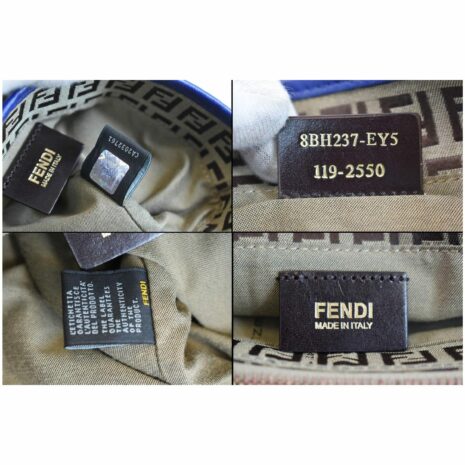 FENDI
MADE IN ITALY
8BH237-EY5
119-2550
L'ETICHETTA
GARANTISCE
L'AUTENTICITA'
DEL PRODOTTO.
THE LABEL
GUARANTEES
THE
AUTHENTICITY
OF THE
PRODUCT.
FENDI
FENDI
MADE IN ITALY